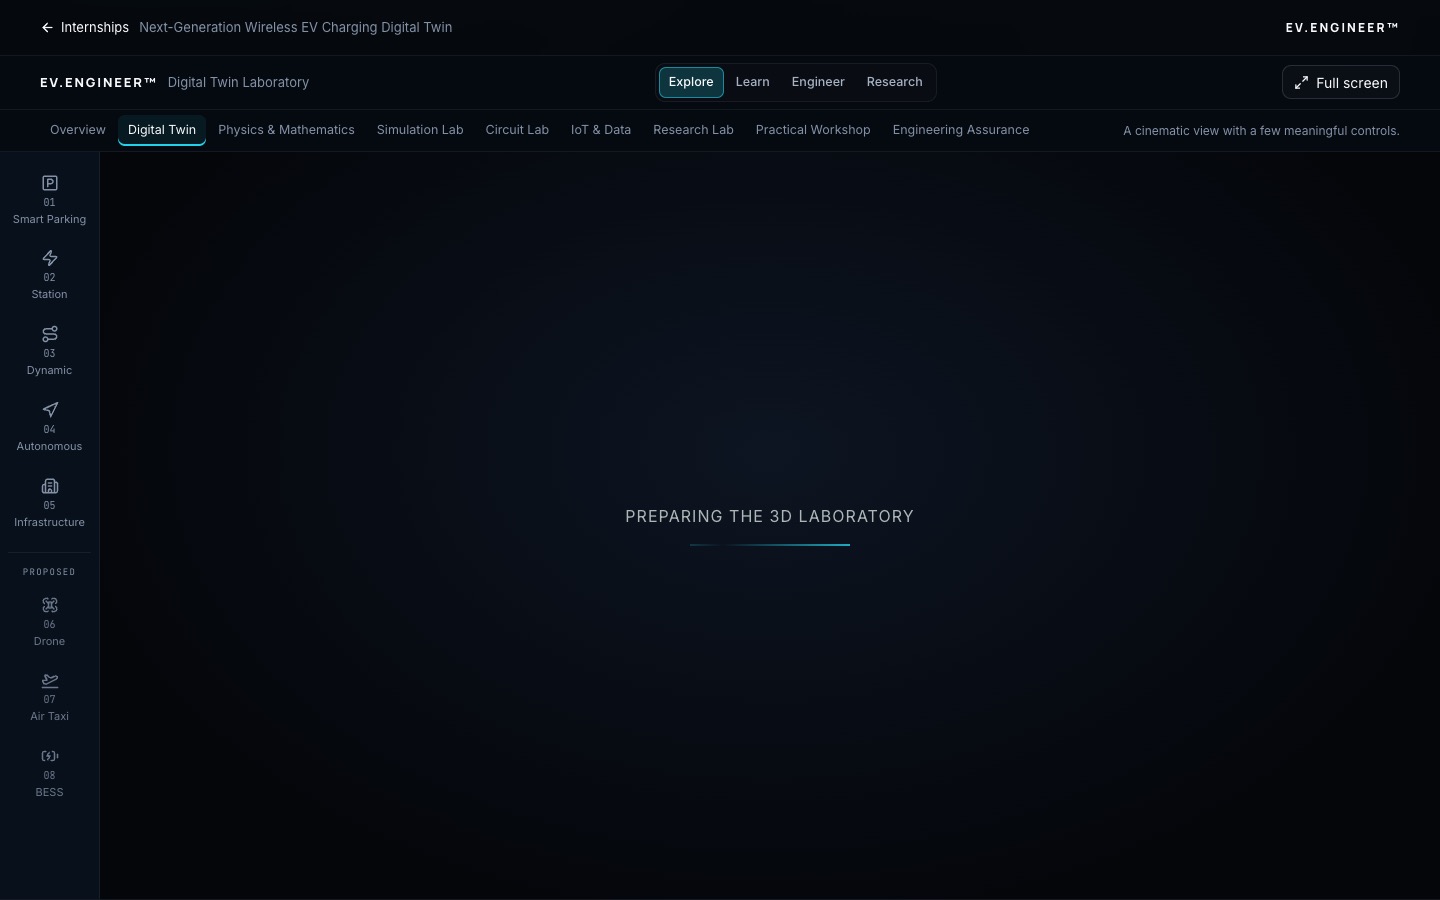 Internships Next-Generation Wireless EV Charging Digital Twin EV.ENGINEER™
EV.ENGINEER™ Digital Twin Laboratory Explore Learn Engineer Research Full screen
Overview Digital Twin Physics & Mathematics Simulation Lab Circuit Lab IoT & Data Research Lab Practical Workshop Engineering Assurance A cinematic view with a few meaningful controls.
01
Smart Parking
02
Station
03
Dynamic
04
Autonomous
05
Infrastructure
PROPOSED
06
Drone
07
Air Taxi
08
BESS
PREPARING THE 3D LABORATORY